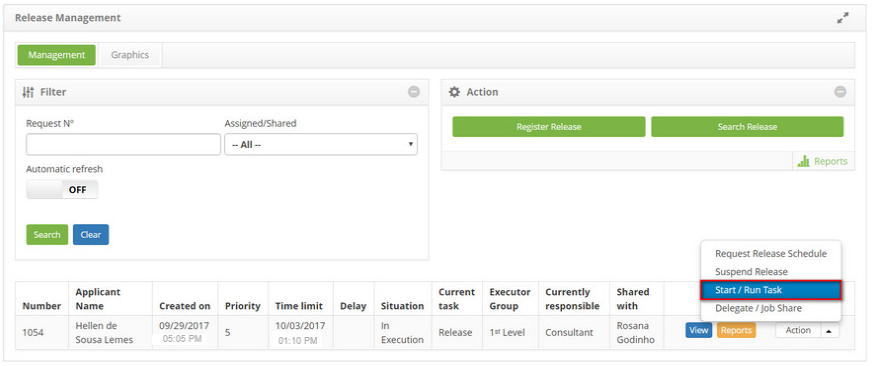 Release Management
Management Graphics
Filter
Request Nº Assigned/Shared
-- All --
Automatic refresh
OFF
Search Clear
Action
Register Release Search Release
Reports
Request Release Schedule
Suspend Release
Start / Run Task
Delegate / Job Share
Number Applicant Name Created on Priority Time limit Delay Situation Current task Executor Group Currently responsible Shared with
1054 Hellen de Sousa Lemes 09/29/2017 05:05 PM 5 10/03/2017 01:10 PM In Execution Release 1st Level Consultant Rosana Godinho View Reports Action